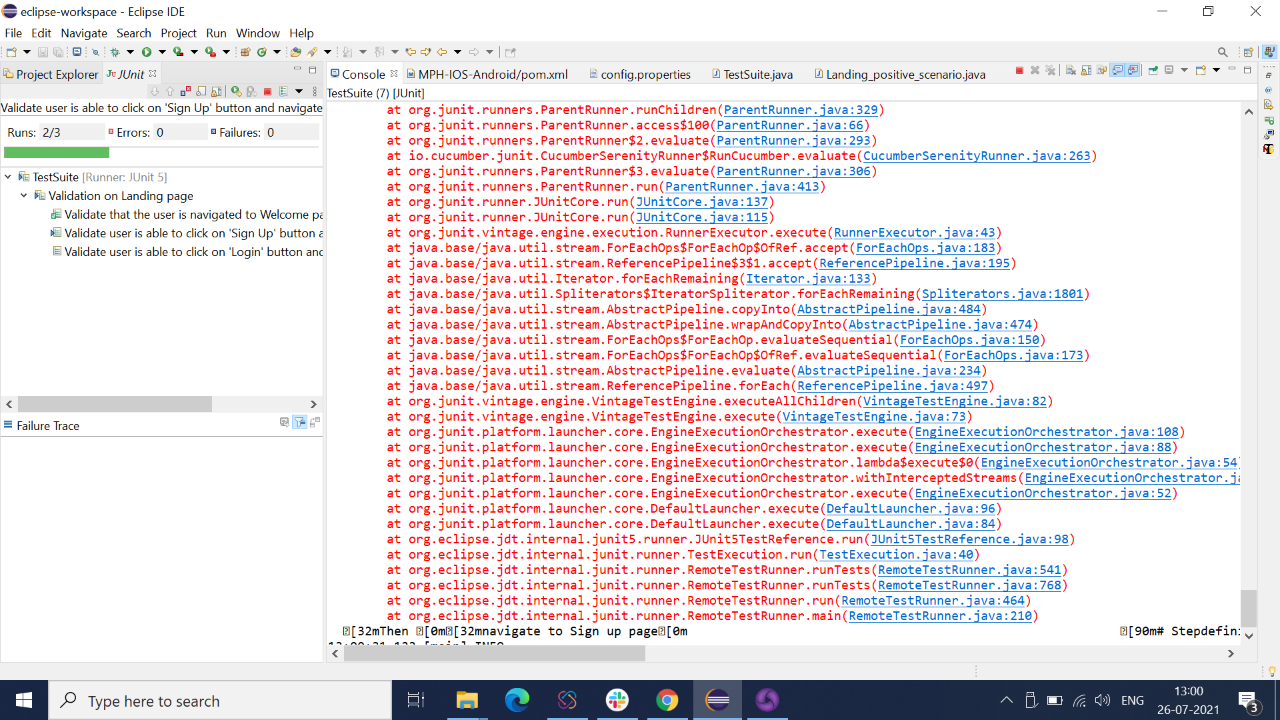 eclipse-workspace - Eclipse IDE
File Edit Navigate Search Project Run Window Help
Project Explorer JUnit
Console MPH-IOS-Android/pom.xml config.properties TestSuite.java Landing_positive_scenario.java
TestSuite (7) [JUnit]
Validate user is able to click on 'Sign Up' button and navigate
Runs: 2/3 Errors: 0 Failures: 0
TestSuite [Runner: JUnit 5]
Validation on Landing page
Validate that the user is navigated to Welcome pa
Validate user is able to click on 'Sign Up' button a
Validate user is able to click on 'Login' button and
Failure Trace
at org.junit.runners.ParentRunner.runChildren(ParentRunner.java:329)
at org.junit.runners.ParentRunner.access$100(ParentRunner.java:66)
at org.junit.runners.ParentRunner$2.evaluate(ParentRunner.java:293)
at io.cucumber.junit.CucumberSerenityRunner$RunCucumber.evaluate(CucumberSerenityRunner.java:263)
at org.junit.runners.ParentRunner$3.evaluate(ParentRunner.java:306)
at org.junit.runners.ParentRunner.run(ParentRunner.java:413)
at org.junit.runner.JUnitCore.run(JUnitCore.java:137)
at org.junit.runner.JUnitCore.run(JUnitCore.java:115)
at org.junit.vintage.engine.execution.RunnerExecutor.execute(RunnerExecutor.java:43)
at java.base/java.util.stream.ForEachOps$ForEachOp$OfRef.accept(ForEachOps.java:183)
at java.base/java.util.stream.ReferencePipeline$3$1.accept(ReferencePipeline.java:195)
at java.base/java.util.Iterator.forEachRemaining(Iterator.java:133)
at java.base/java.util.Spliterators$IteratorSpliterator.forEachRemaining(Spliterators.java:1801)
at java.base/java.util.stream.AbstractPipeline.copyInto(AbstractPipeline.java:484)
at java.base/java.util.stream.AbstractPipeline.wrapAndCopyInto(AbstractPipeline.java:474)
at java.base/java.util.stream.ForEachOps$ForEachOp.evaluateSequential(ForEachOps.java:150)
at java.base/java.util.stream.ForEachOps$ForEachOp$OfRef.evaluateSequential(ForEachOps.java:173)
at java.base/java.util.stream.AbstractPipeline.evaluate(AbstractPipeline.java:234)
at java.base/java.util.stream.ReferencePipeline.forEach(ReferencePipeline.java:497)
at org.junit.vintage.engine.VintageTestEngine.executeAllChildren(VintageTestEngine.java:82)
at org.junit.vintage.engine.VintageTestEngine.execute(VintageTestEngine.java:73)
at org.junit.platform.launcher.core.EngineExecutionOrchestrator.execute(EngineExecutionOrchestrator.java:108)
at org.junit.platform.launcher.core.EngineExecutionOrchestrator.execute(EngineExecutionOrchestrator.java:88)
at org.junit.platform.launcher.core.EngineExecutionOrchestrator.lambda$execute$0(EngineExecutionOrchestrator.java:54)
at org.junit.platform.launcher.core.EngineExecutionOrchestrator.withInterceptedStreams(EngineExecutionOrchestrator.ja
at org.junit.platform.launcher.core.EngineExecutionOrchestrator.execute(EngineExecutionOrchestrator.java:52)
at org.junit.platform.launcher.core.DefaultLauncher.execute(DefaultLauncher.java:96)
at org.junit.platform.launcher.core.DefaultLauncher.execute(DefaultLauncher.java:84)
at org.eclipse.jdt.internal.junit5.runner.JUnit5TestReference.run(JUnit5TestReference.java:98)
at org.eclipse.jdt.internal.junit.runner.TestExecution.run(TestExecution.java:40)
at org.eclipse.jdt.internal.junit.runner.RemoteTestRunner.runTests(RemoteTestRunner.java:541)
at org.eclipse.jdt.internal.junit.runner.RemoteTestRunner.runTests(RemoteTestRunner.java:768)
at org.eclipse.jdt.internal.junit.runner.RemoteTestRunner.run(RemoteTestRunner.java:464)
at org.eclipse.jdt.internal.junit.runner.RemoteTestRunner.main(RemoteTestRunner.java:210)
[32mThen [0m[32mnavigate to Sign up page[0m [90m# Stepdefini
Type here to search
ENG
13:00
26-07-2021
3